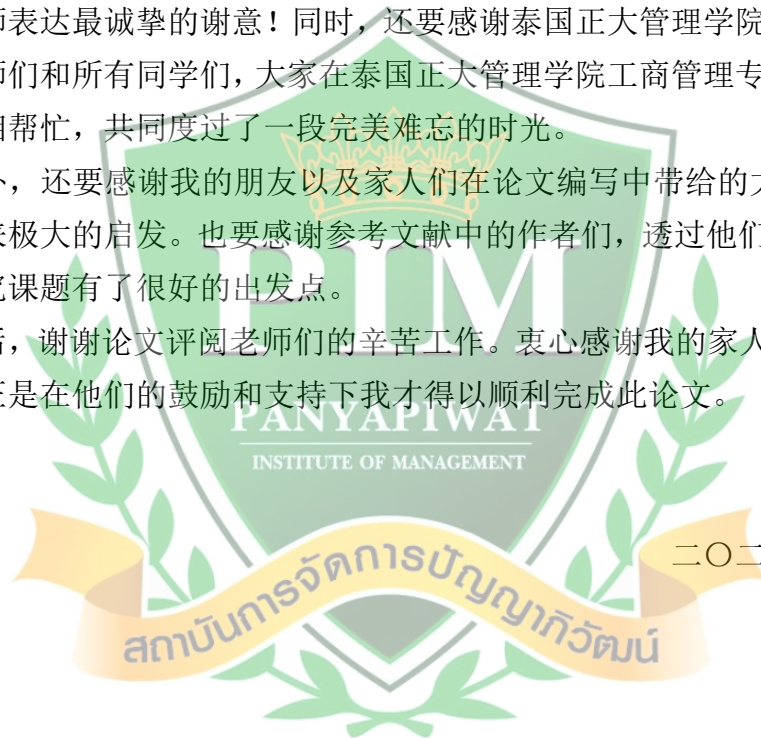 师表达最诚挚的谢意！同时，还要感谢泰国正大管理学院
师们和所有同学们，大家在泰国正大管理学院工商管理专
相帮忙，共同度过了一段完美难忘的时光。
，还要感谢我的朋友以及家人们在论文编写中带给的
来极大的启发。也要感谢参考文献中的作者们，透过他们
究课题有了很好的出发点。
，谢谢论文评阅老师们的辛苦工作。衷心感谢我的家人
正是在他们的鼓励和支持下我才得以顺利完成此论文。
PIM
PANYAPIWAT
INSTITUTE OF MANAGEMENT
二〇二
สถาบันการจัดการปัญญาภิวัฒน์